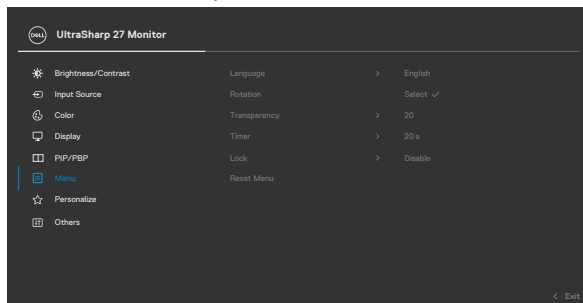 DELL UltraSharp 27 Monitor
Brightness/Contrast Language > English
Input Source Rotation Select ✓
Color Transparency > 20
Display Timer > 20 s
PIP/PBP Lock > Disable
Menu Reset Menu
Personalize
Others
< Exit